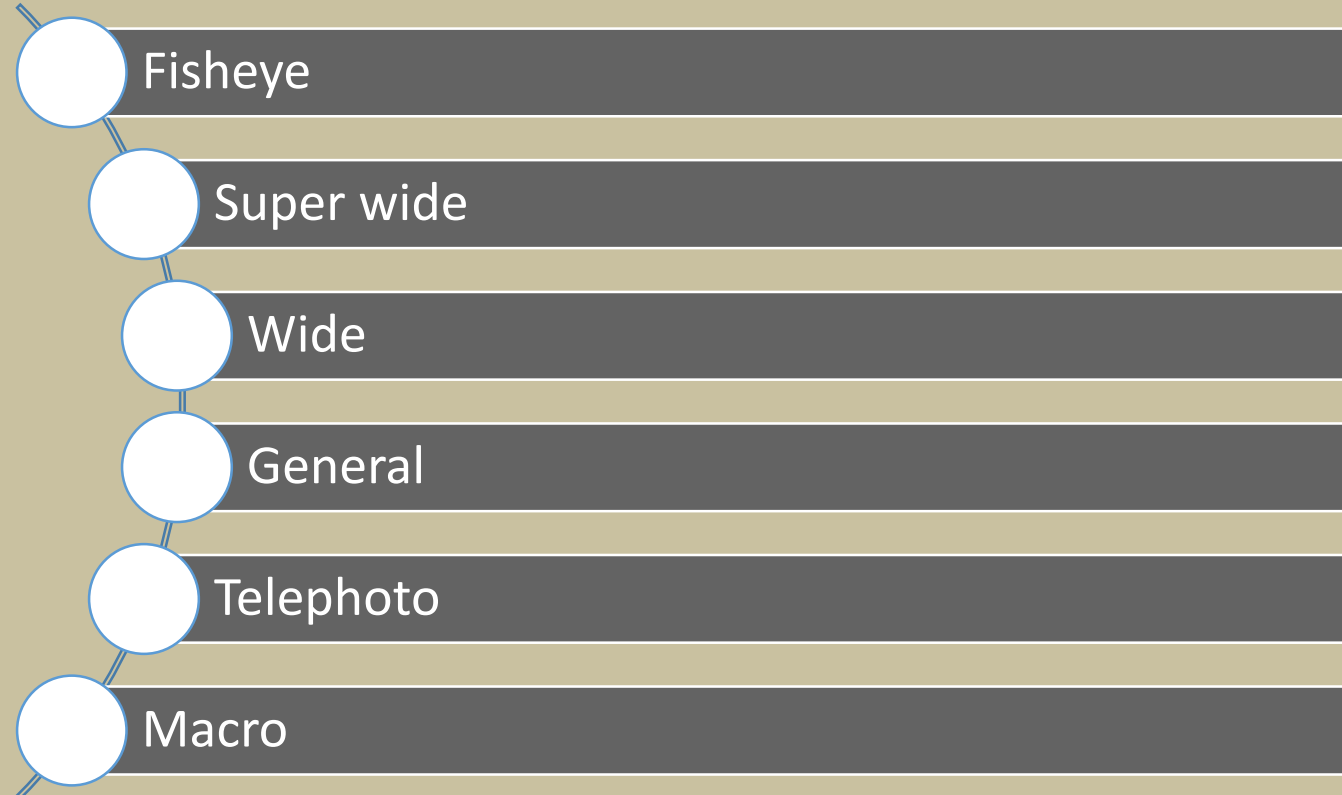 Fisheye
Super wide
Wide
General
Telephoto
Macro